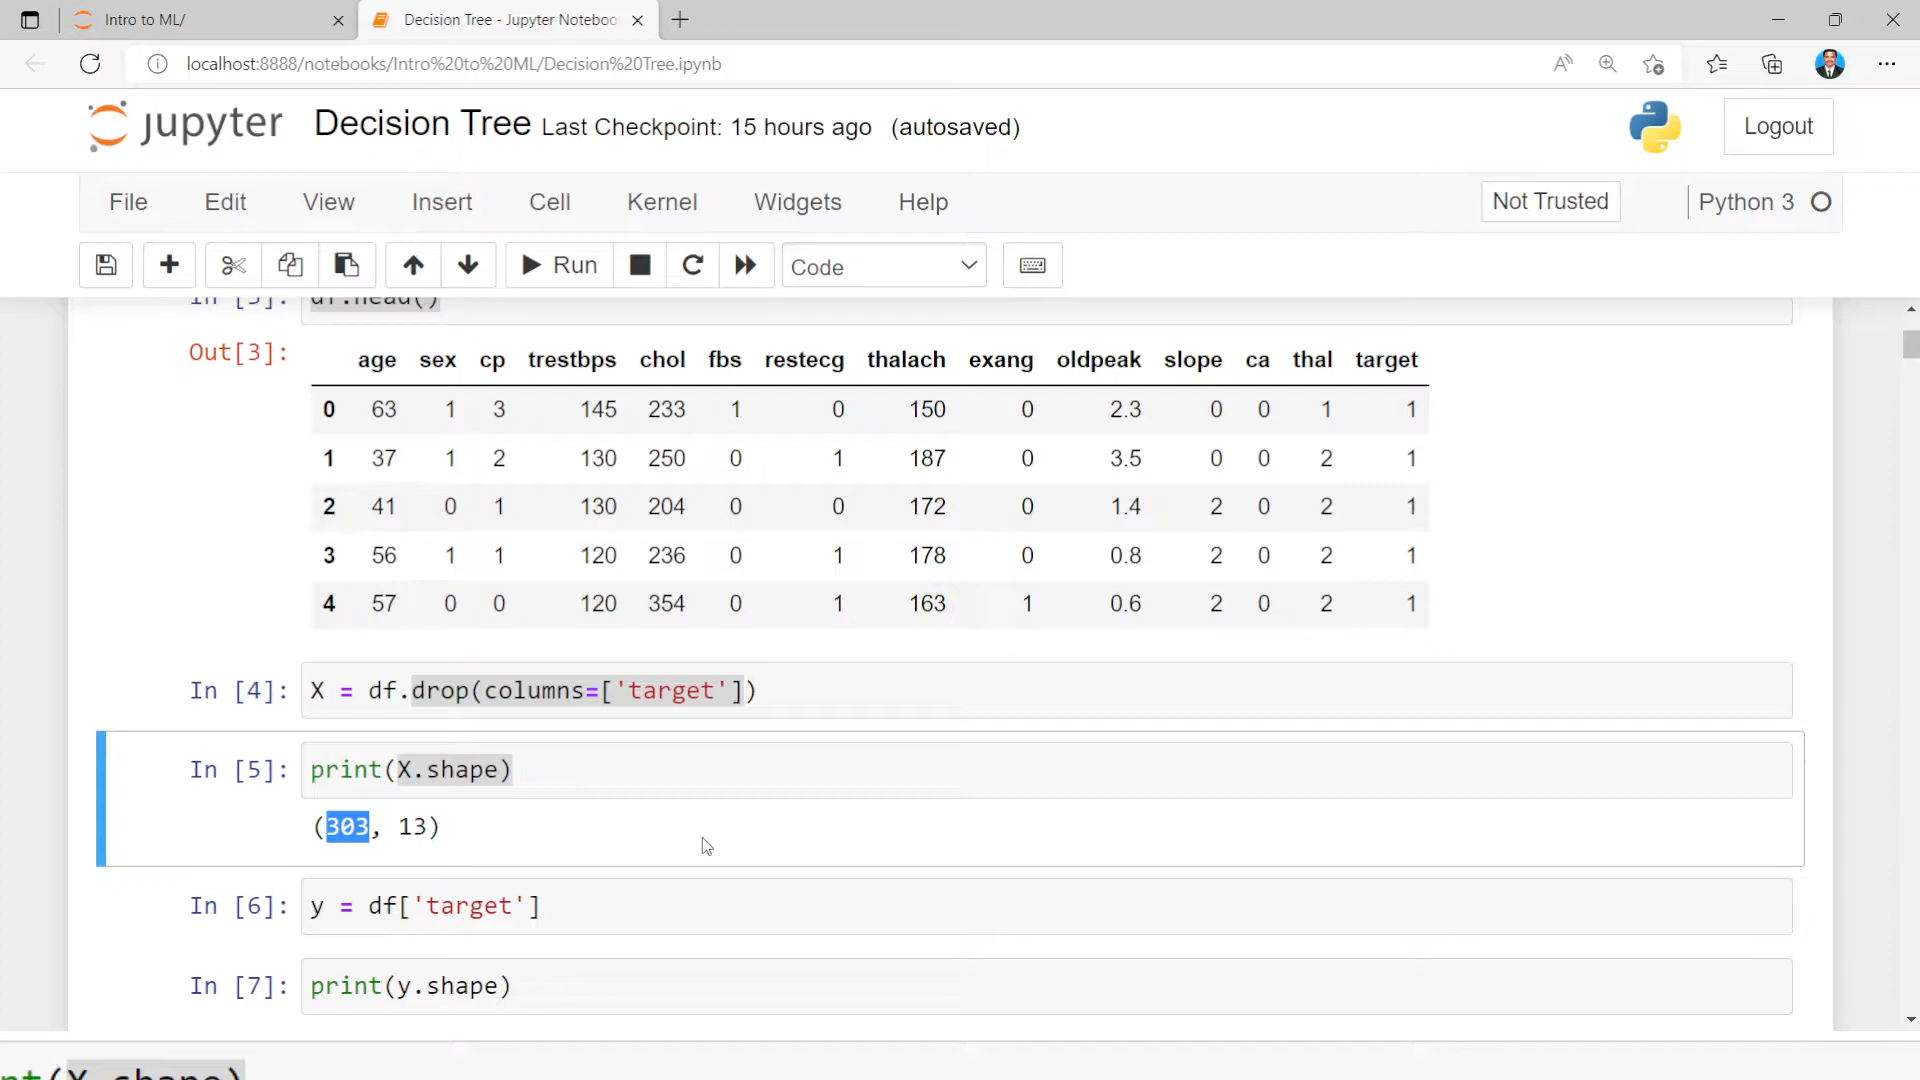 Intro to ML/
Decision Tree - Jupyter Noteboo
localhost:8888/notebooks/Intro%20to%20ML/Decision%20Tree.ipynb
jupyter Decision Tree Last Checkpoint: 15 hours ago (autosaved)
Logout
File Edit View Insert Cell Kernel Widgets Help Not Trusted Python 3
Run Code
In [3]: df.head()
Out[3]: age sex cp trestbps chol fbs restecg thalach exang oldpeak slope ca thal target
0 63 1 3 145 233 1 0 150 0 2.3 0 0 1 1
1 37 1 2 130 250 0 1 187 0 3.5 0 0 2 1
2 41 0 1 130 204 0 0 172 0 1.4 2 0 2 1
3 56 1 1 120 236 0 1 178 0 0.8 2 0 2 1
4 57 0 0 120 354 0 1 163 1 0.6 2 0 2 1
In [4]: X = df.drop(columns=['target'])
In [5]: print(X.shape)
(303, 13)
In [6]: y = df['target']
In [7]: print(y.shape)
nt(X.shape)